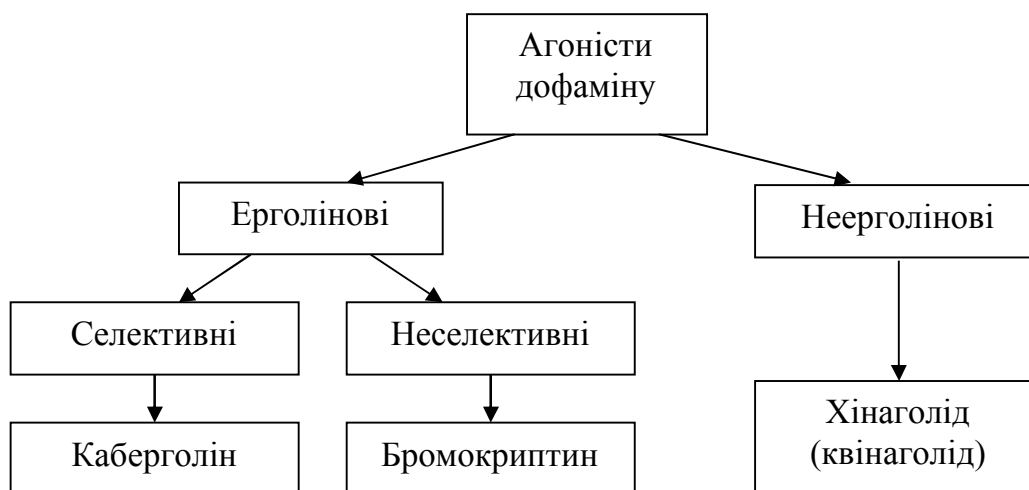 Агоністи
дофаміну
Ерголінові
Неерголінові
Селективні
Неселективні
Каберголін
Бромокриптин
Хінаголід
(квінаголід)